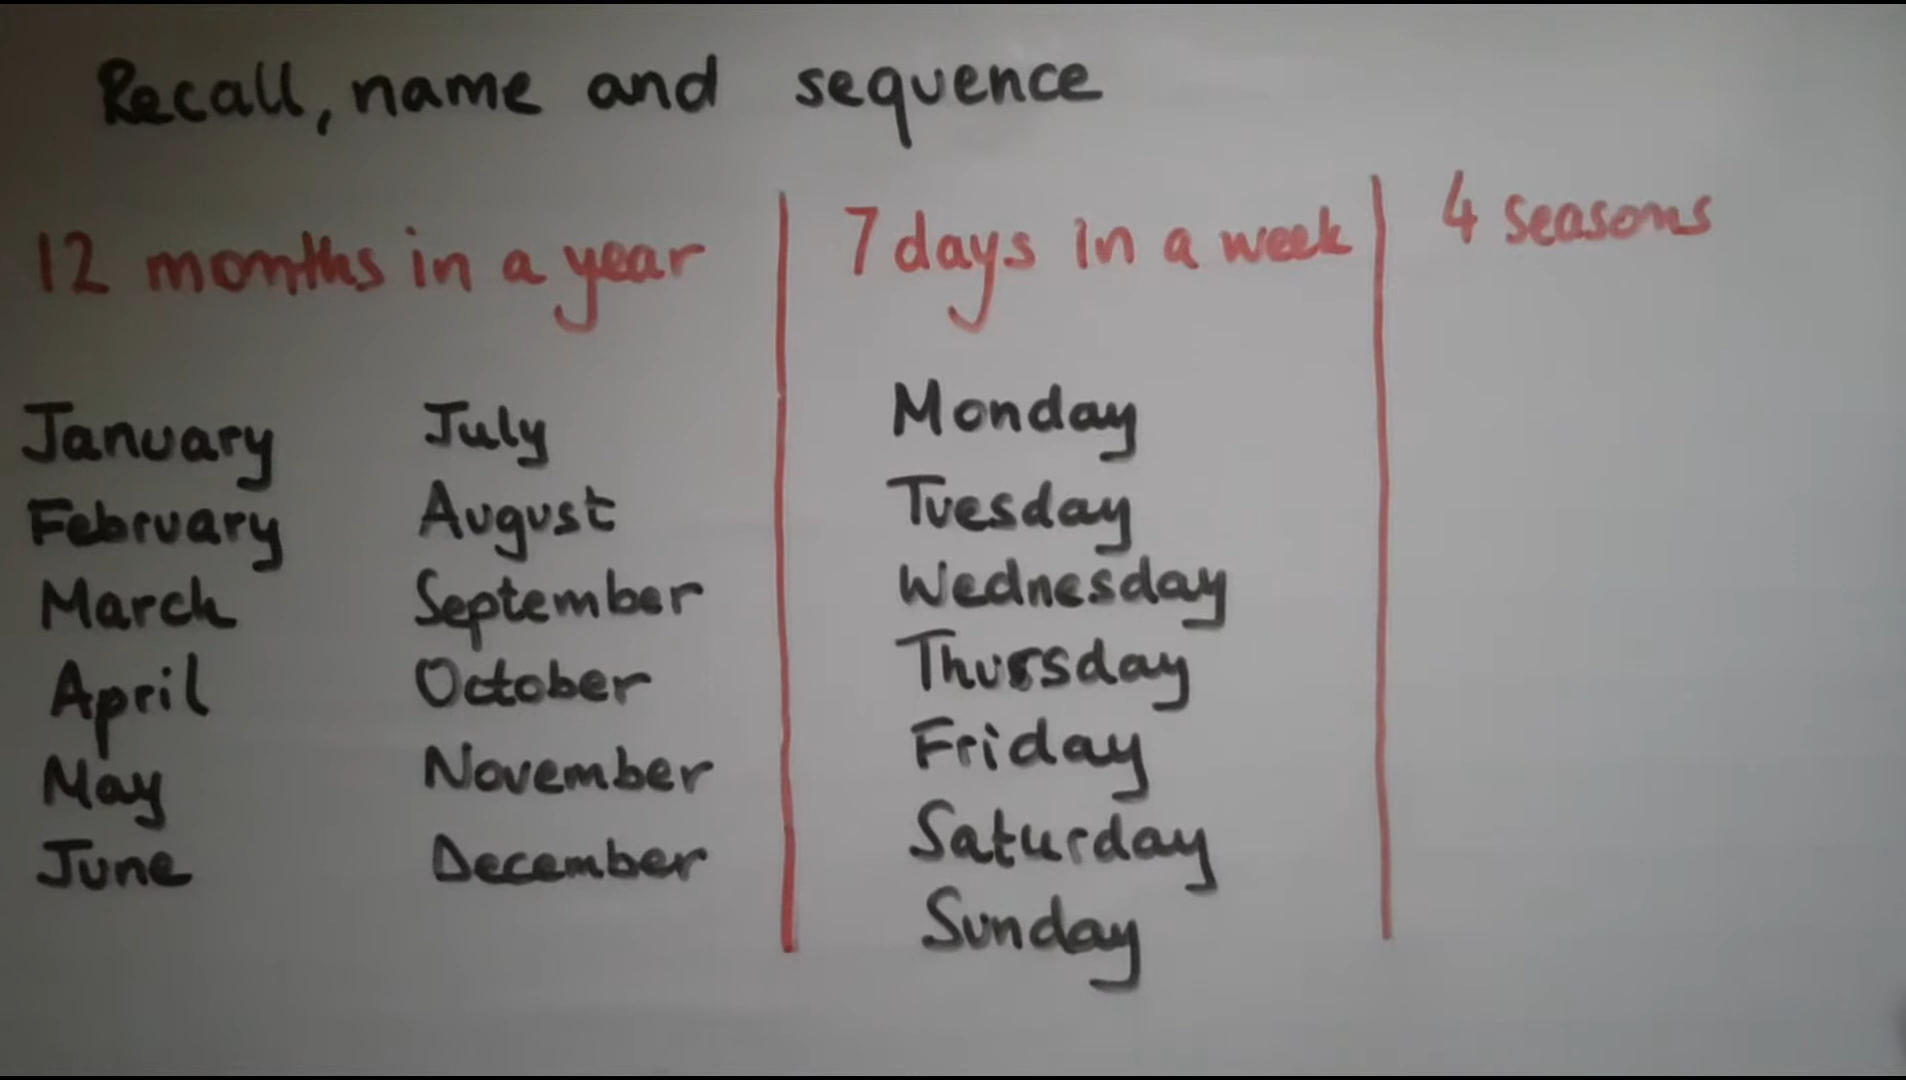 Recall, name and sequence
12 months in a year
January
February
March
April
May
June
July
August
September
October
November
December
7 days in a week
Monday
Tuesday
Wednesday
Thursday
Friday
Saturday
Sunday
4 seasons